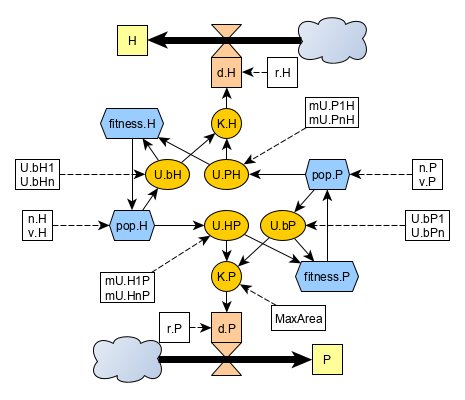 H
d.H
r.H
mU.P1H
mU.PnH
fitness.H
K.H
U.bH1
U.bHn
U.bH
U.PH
pop.P
n.P
v.P
n.H
v.H
pop.H
U.HP
U.bP
U.bP1
U.bPn
mU.H1P
mU.HnP
K.P
fitness.P
r.P
d.P
MaxArea
P